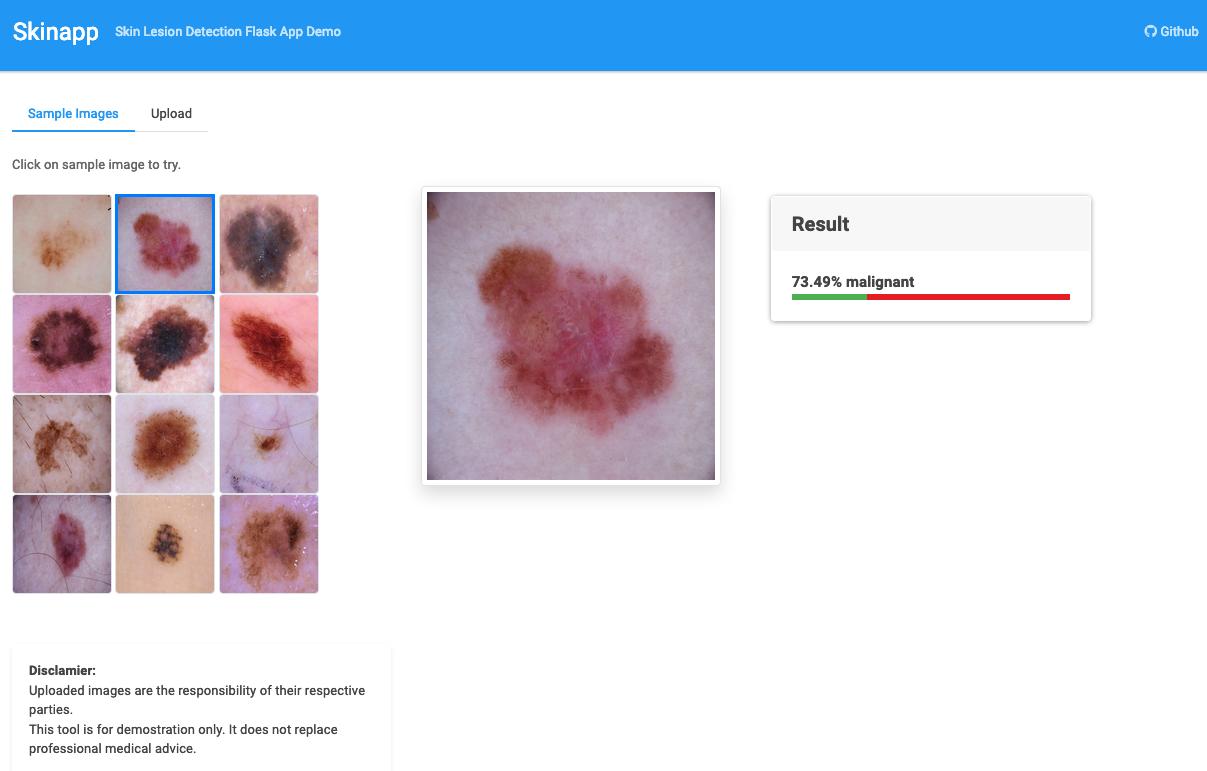 Skinapp
Skin Lesion Detection Flask App Demo
Github
Sample Images
Upload
Click on sample image to try.
Result
73.49% malignant
Disclamier:
Uploaded images are the responsibility of their respective
parties.
This tool is for demostration only. It does not replace
professional medical advice.